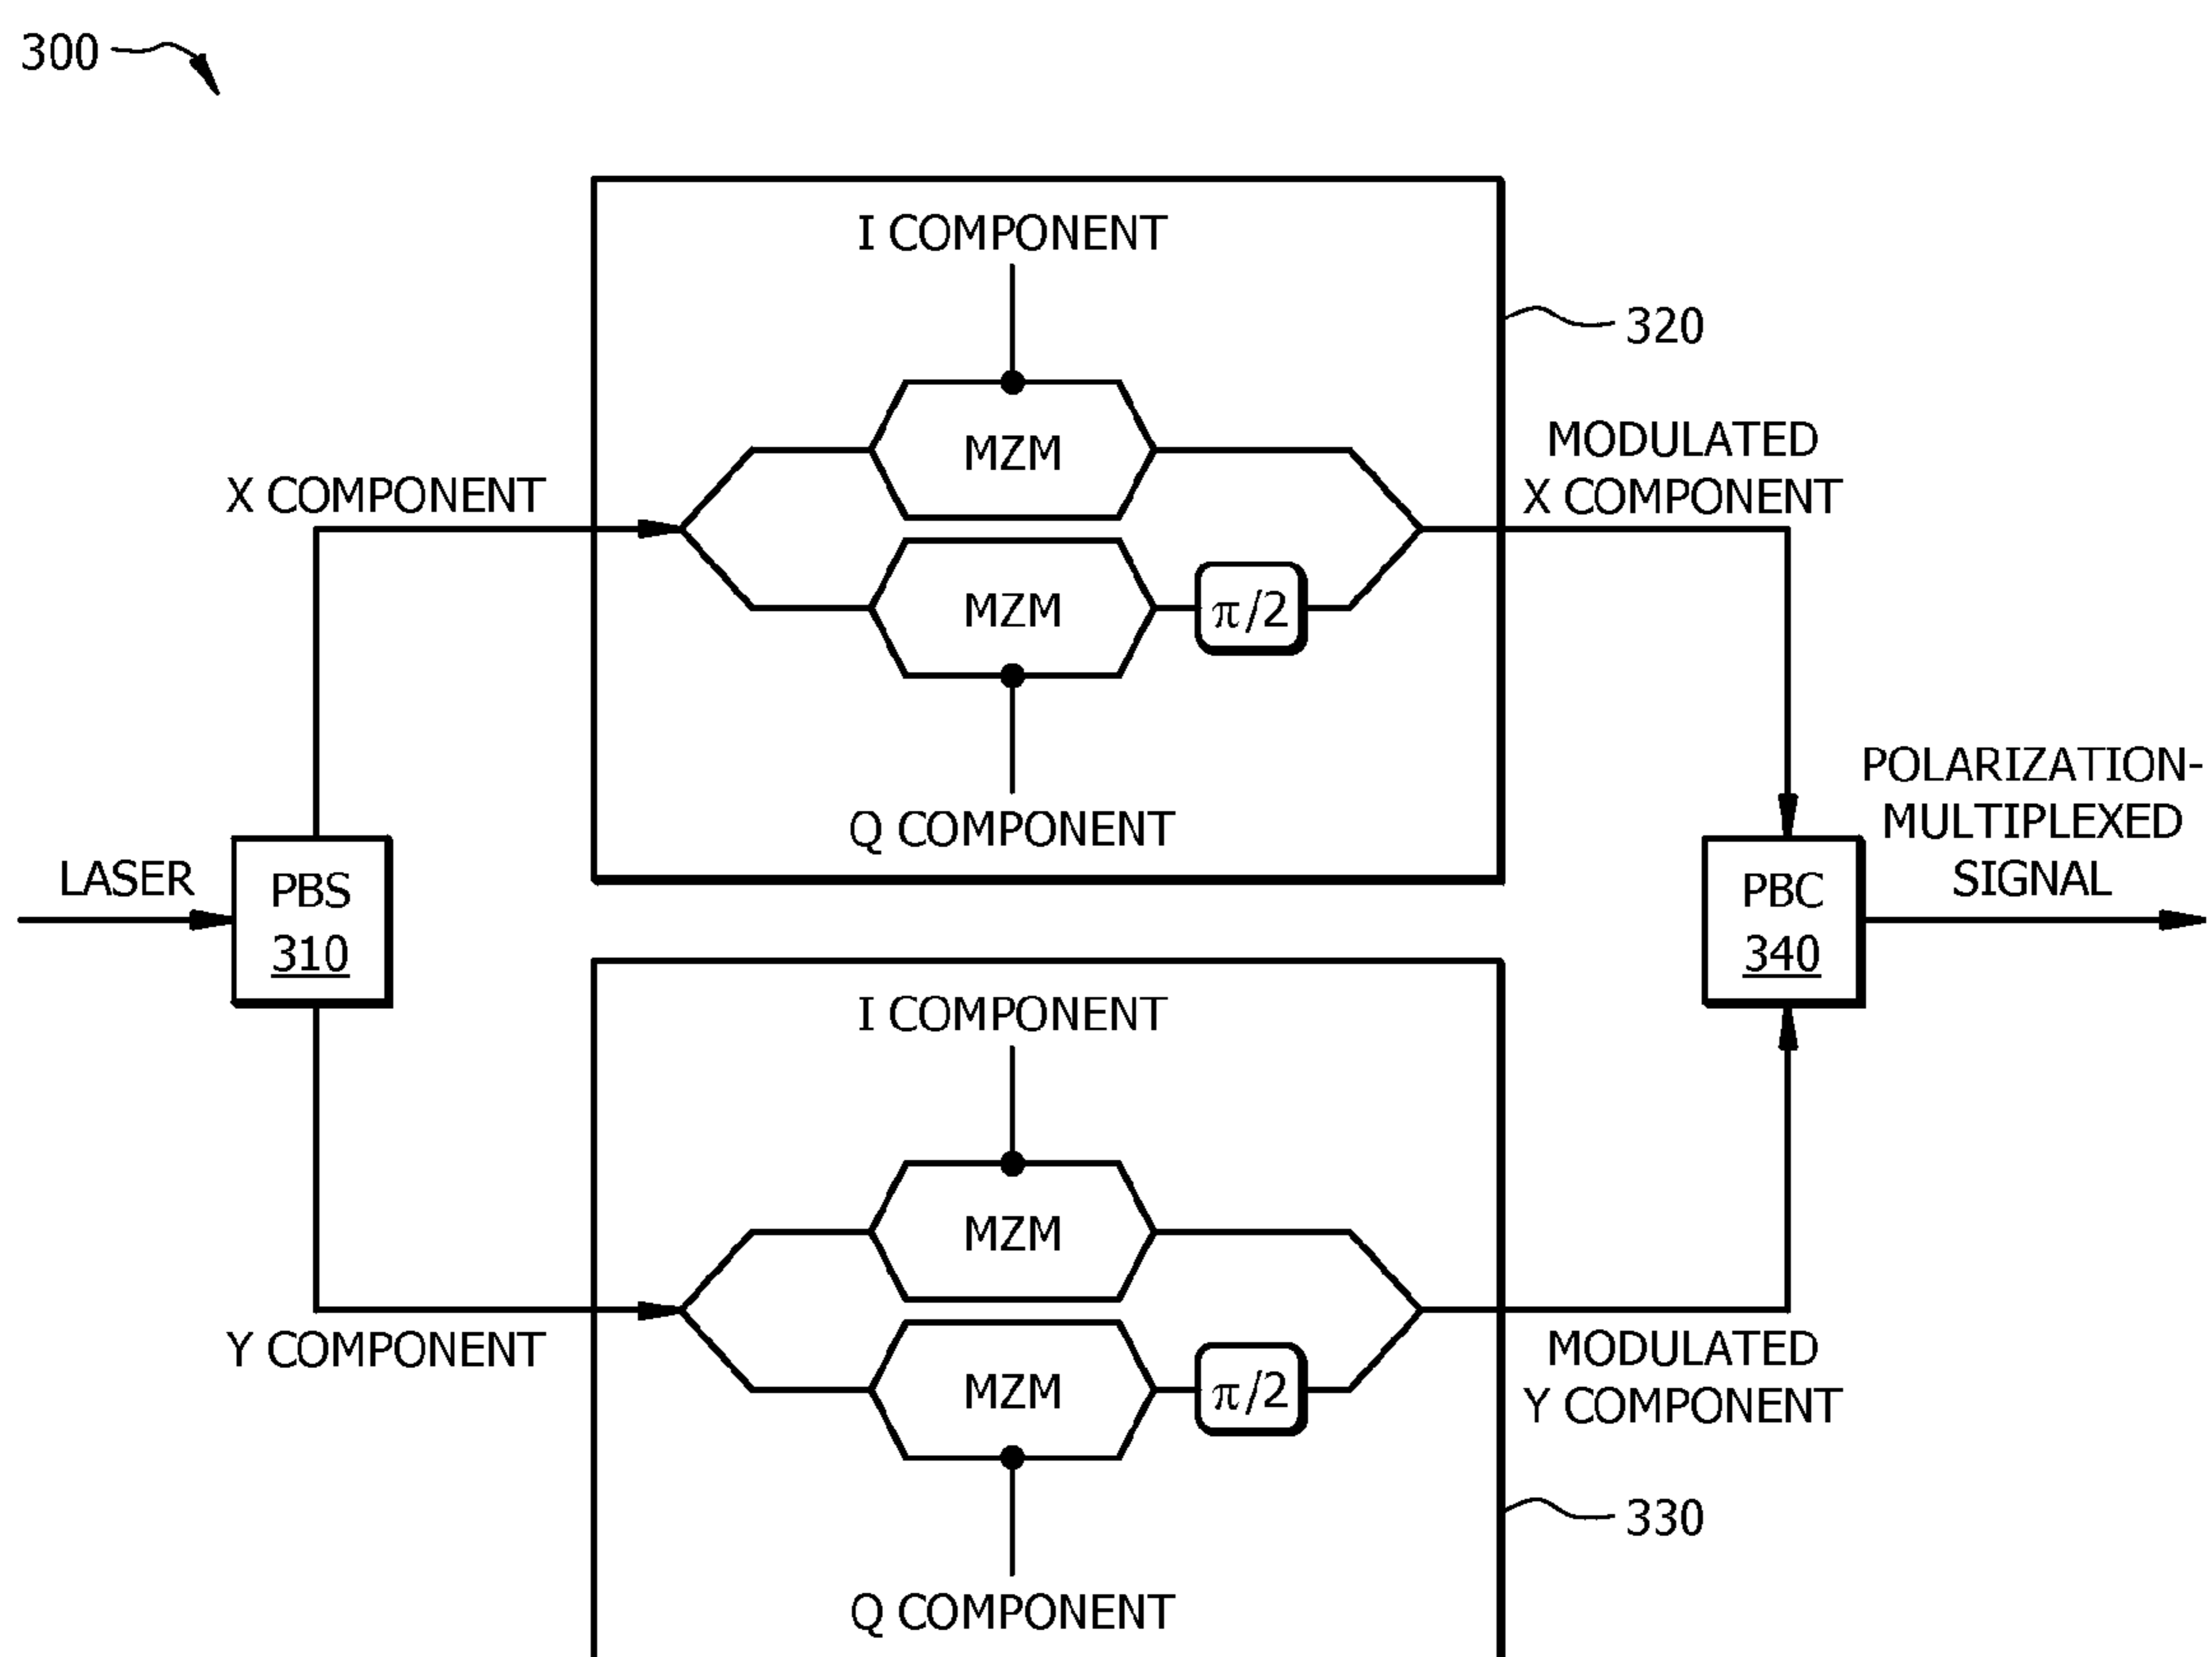 300
I COMPONENT
320
MZM
MODULATED
X COMPONENT
X COMPONENT
MZM
π/2
Q COMPONENT
POLARIZATION-
MULTIPLEXED
SIGNAL
LASER
PBS
310
PBC
340
I COMPONENT
MZM
Y COMPONENT
MODULATED
Y COMPONENT
MZM
π/2
330
Q COMPONENT